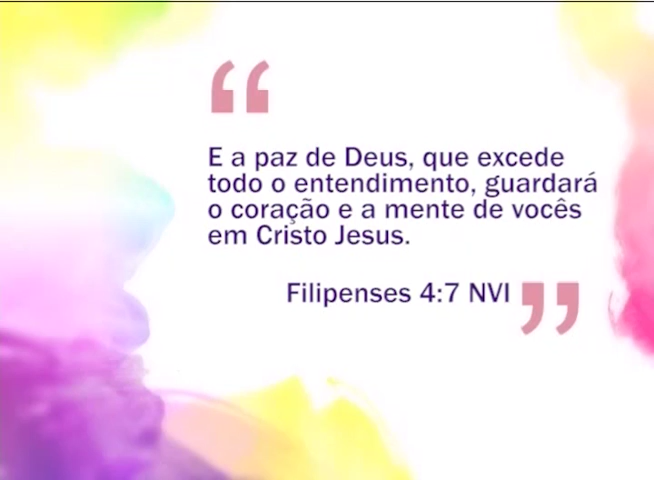 “
E a paz de Deus, que excede
todo o entendimento, guardará
o coração e a mente de vocês
em Cristo Jesus.
Filipenses 4:7 NVI ”